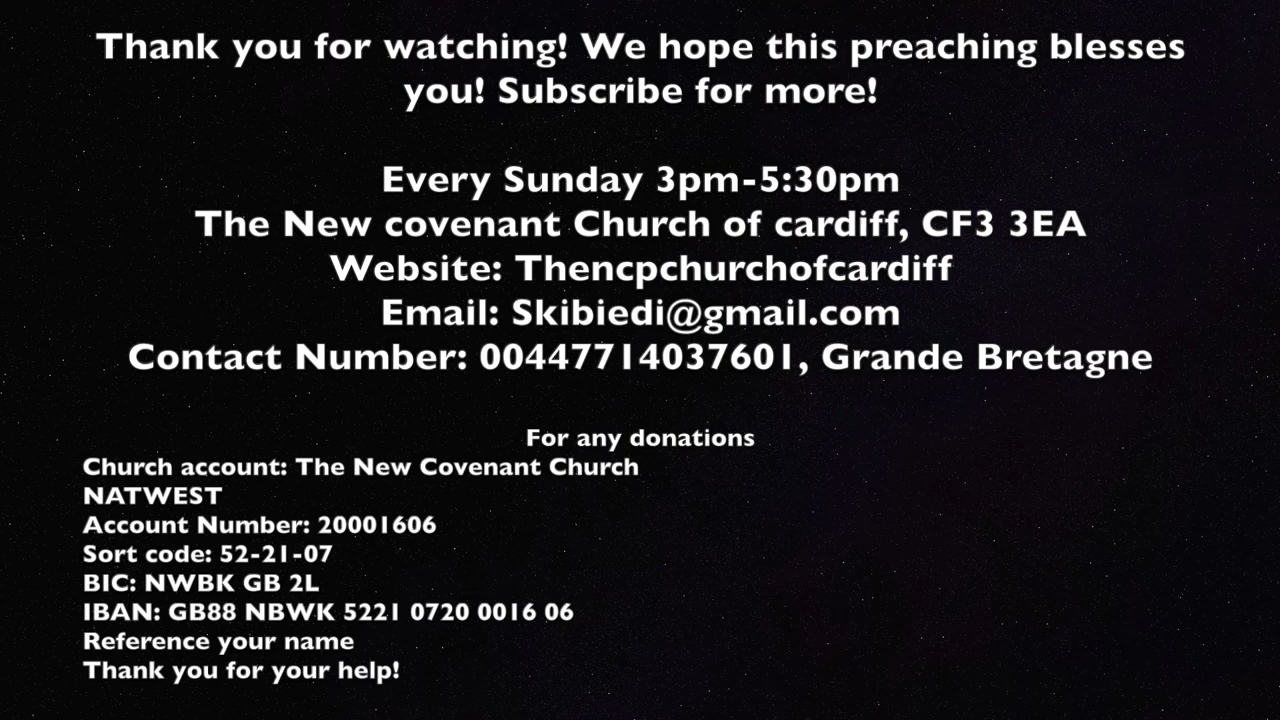 Thank you for watching! We hope this preaching blesses
you! Subscribe for more!
Every Sunday 3pm-5:30pm
The New covenant Church of cardiff, CF3 3EA
Website: Thencpchurchofcardiff
Email: Skibiedi@gmail.com
Contact Number: 00447714037601, Grande Bretagne
For any donations
Church account: The New Covenant Church
NATWEST
Account Number: 20001606
Sort code: 52-21-07
BIC: NWBK GB 2L
IBAN: GB88 NBWK 5221 0720 0016 06
Reference your name
Thank you for your help!